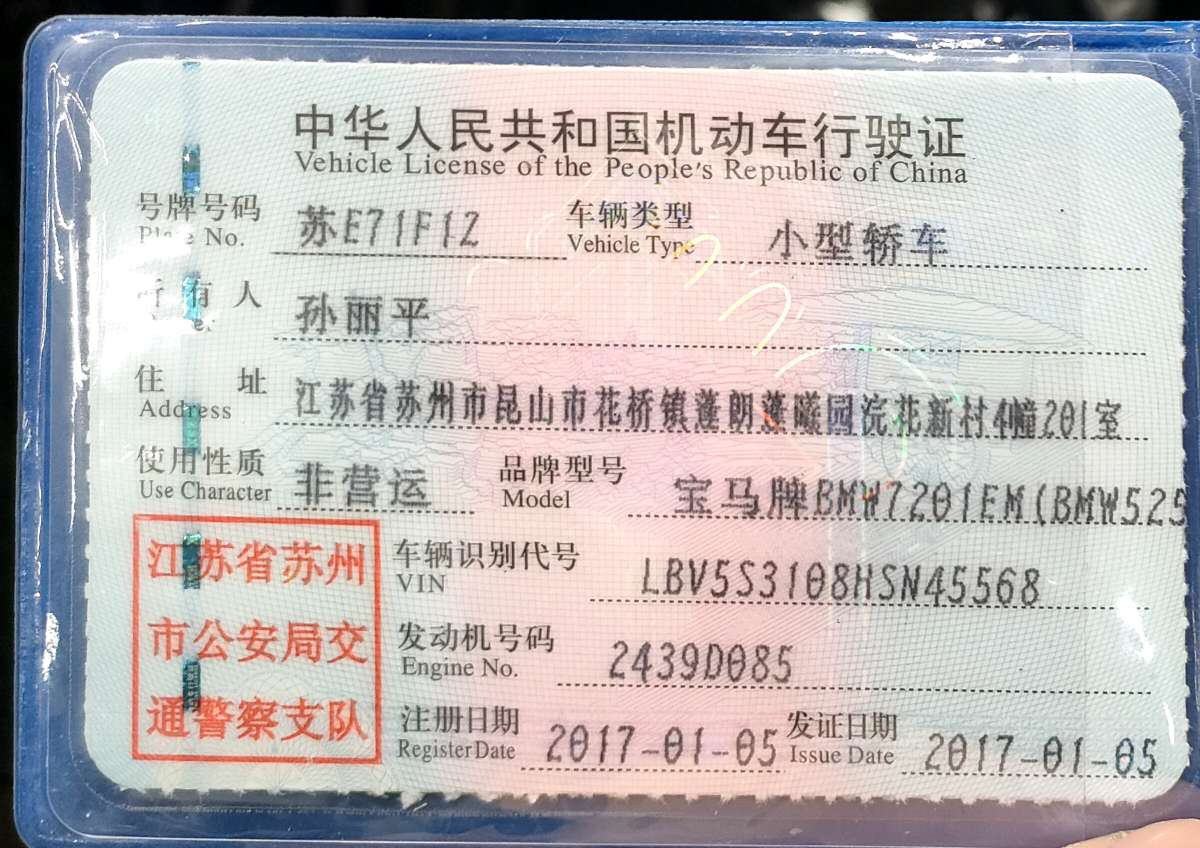 中华人民共和国机动车行驶证
Vehicle License of the People's Republic of China
号牌号码 苏E71F1Z 车辆类型 小型轿车
Plate No. Vehicle Type
所有人 孙丽平
住址 江苏省苏州市昆山市花桥镇蓬朗蓬曦园浣花新村4幢201室
Address
使用性质 非营运 品牌型号 宝马牌BMW7201EM(BMW525
Use Character Model
江苏省苏州
市公安局交
通警察支队
车辆识别代号 LBV5S3108HSN45568
VIN
发动机号码 2439D085
Engine No.
注册日期 2017-01-05 发证日期 2017-01-05
Register Date Issue Date